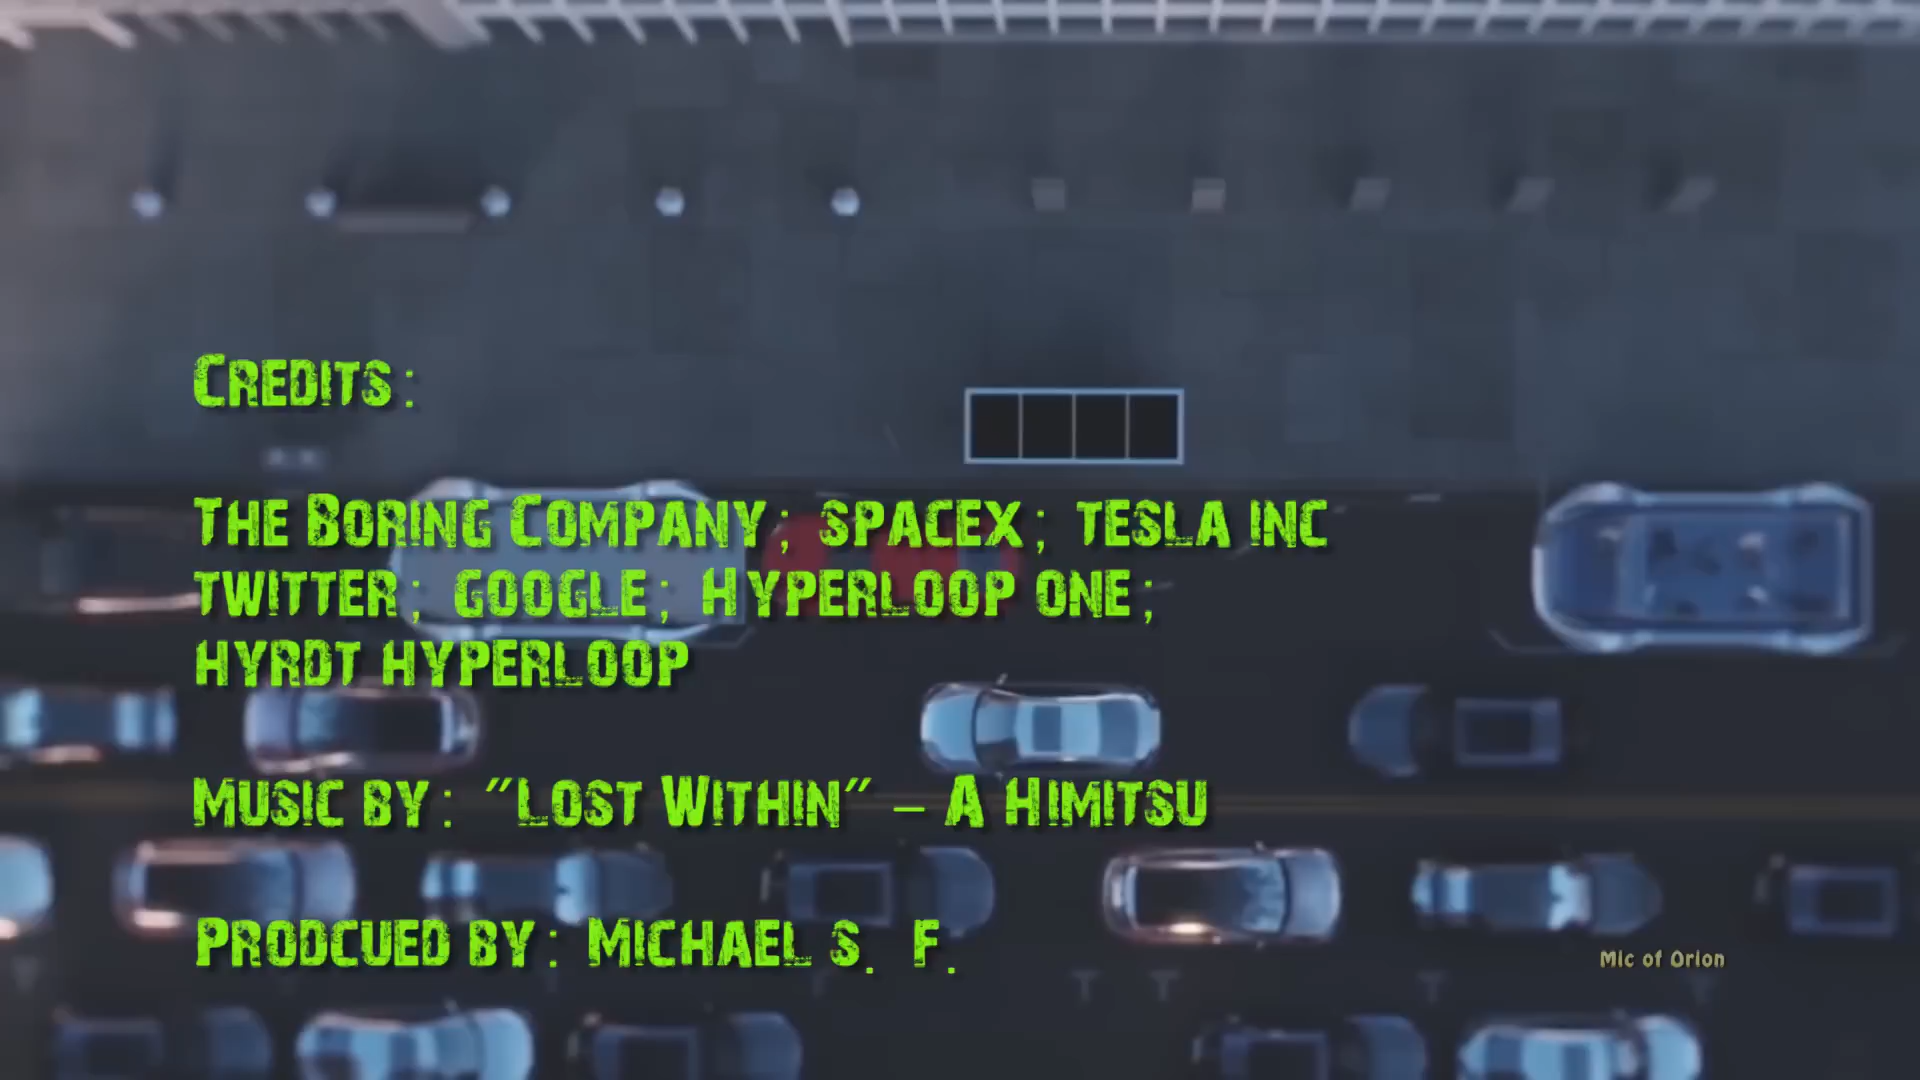 Credits:
The Boring Company; SPACEX; TESLA INC
TWITTER; GOOGLE; HYPERLOOP ONE;
HYRDT HYPERLOOP
Music by: "Lost Within" – A Himitsu
Prodcued by: Michael S. F.
Mic of Orion